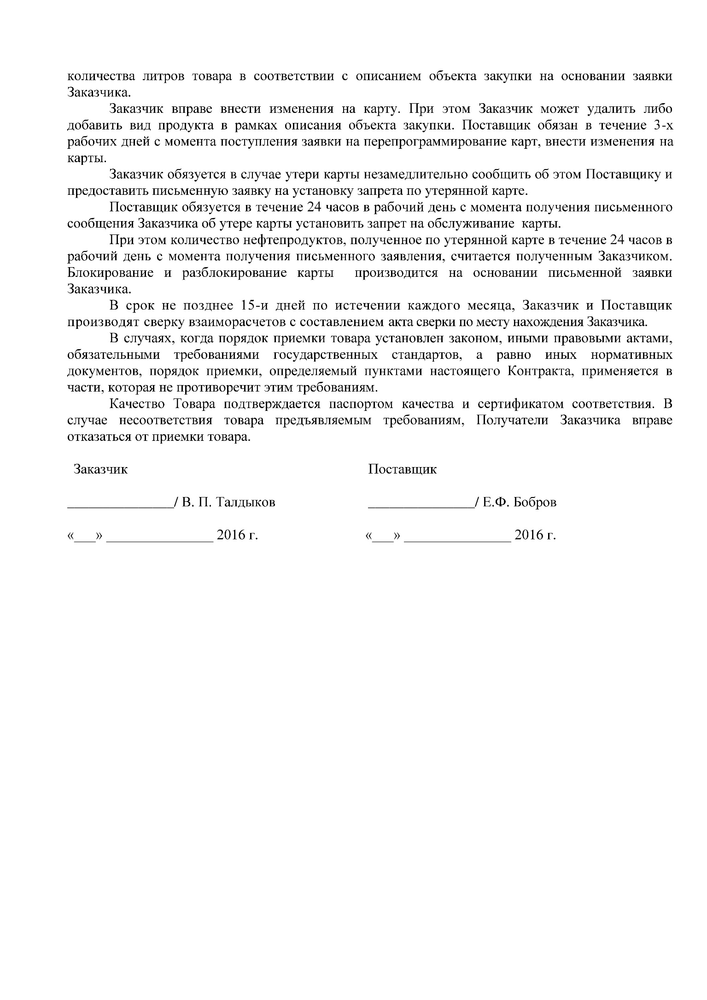 количества литров товара в соответствии с описанием объекта закупки на основании заявки
Заказчика.
Заказчик вправе внести изменения на карту. При этом Заказчик может удалить либо
добавить вид продукта в рамках описания объекта закупки. Поставщик обязан в течение 3-х
рабочих дней с момента поступления заявки на перепрограммирование карт, внести изменения на
карты.
Заказчик обязуется в случае утери карты незамедлительно сообщить об этом Поставщику и
предоставить письменную заявку на установку запрета по утерянной карте.
Поставщик обязуется в течение 24 часов в рабочий день с момента получения письменного
сообщения Заказчика об утере карты установить запрет на обслуживание  карты.
При этом количество нефтепродуктов, полученное по утерянной карте в течение 24 часов в
рабочий день с момента получения письменного заявления, считается полученным Заказчиком.
Блокирование и разблокирование карты  производится на основании письменной заявки
Заказчика.
В срок не позднее 15-и дней по истечении каждого месяца, Заказчик и Поставщик
производят сверку взаиморасчетов с составлением акта сверки по месту нахождения Заказчика.
В случаях, когда порядок приемки товара установлен законом, иными правовыми актами,
обязательными требованиями государственных стандартов, а равно иных нормативных
документов, порядок приемки, определяемый пунктами настоящего Контракта, применяется в
части, которая не противоречит этим требованиям.
Качество Товара подтверждается паспортом качества и сертификатом соответствия. В
случае несоответствия товара предъявляемым требованиям, Получатели Заказчика вправе
отказаться от приемки товара.
Заказчик Поставщик
_______________/ В. П. Талдыков _______________/ Е.Ф. Бобров
«___» _______________ 2016 г. «___» _______________ 2016 г.